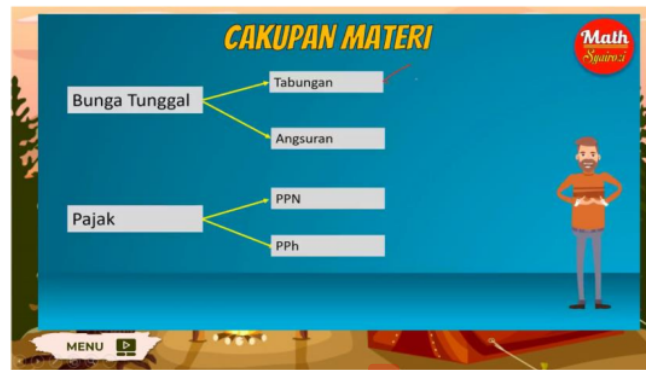 CAKUPAN MATERI
Math
Syairozi
Bunga Tunggal
Tabungan
Angsuran
Pajak
PPN
PPh
MENU